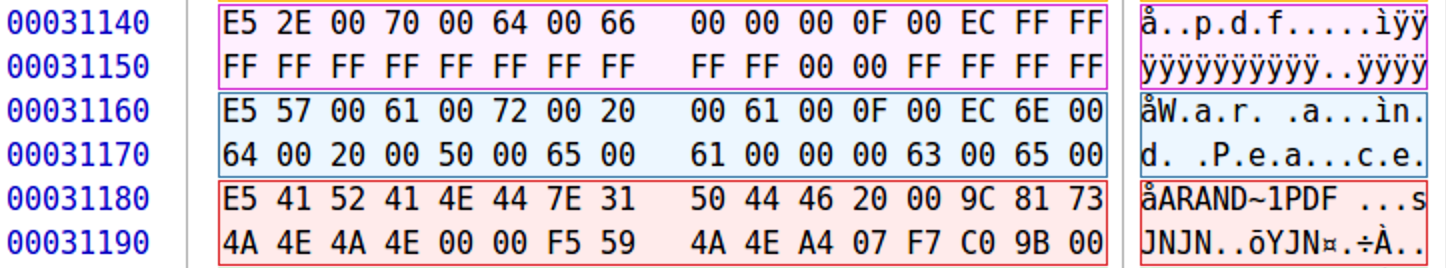 00031140 E5 2E 00 70 00 64 00 66 00 00 00 0F 00 EC FF FF å..p.d.f.....ìÿÿ
00031150 FF FF FF FF FF FF FF FF FF FF 00 00 FF FF FF FF ÿÿÿÿÿÿÿÿÿÿ..ÿÿÿÿ
00031160 E5 57 00 61 00 72 00 20 00 61 00 0F 00 EC 6E 00 åW.a.r. .a...ìn.
00031170 64 00 20 00 50 00 65 00 61 00 00 00 63 00 65 00 d. .P.e.a...c.e.
00031180 E5 41 52 41 4E 44 7E 31 50 44 46 20 00 9C 81 73 åARAND~1PDF ...s
00031190 4A 4E 4A 4E 00 00 F5 59 4A 4E A4 07 F7 C0 9B 00 JNJN..õYJN¤.÷À..